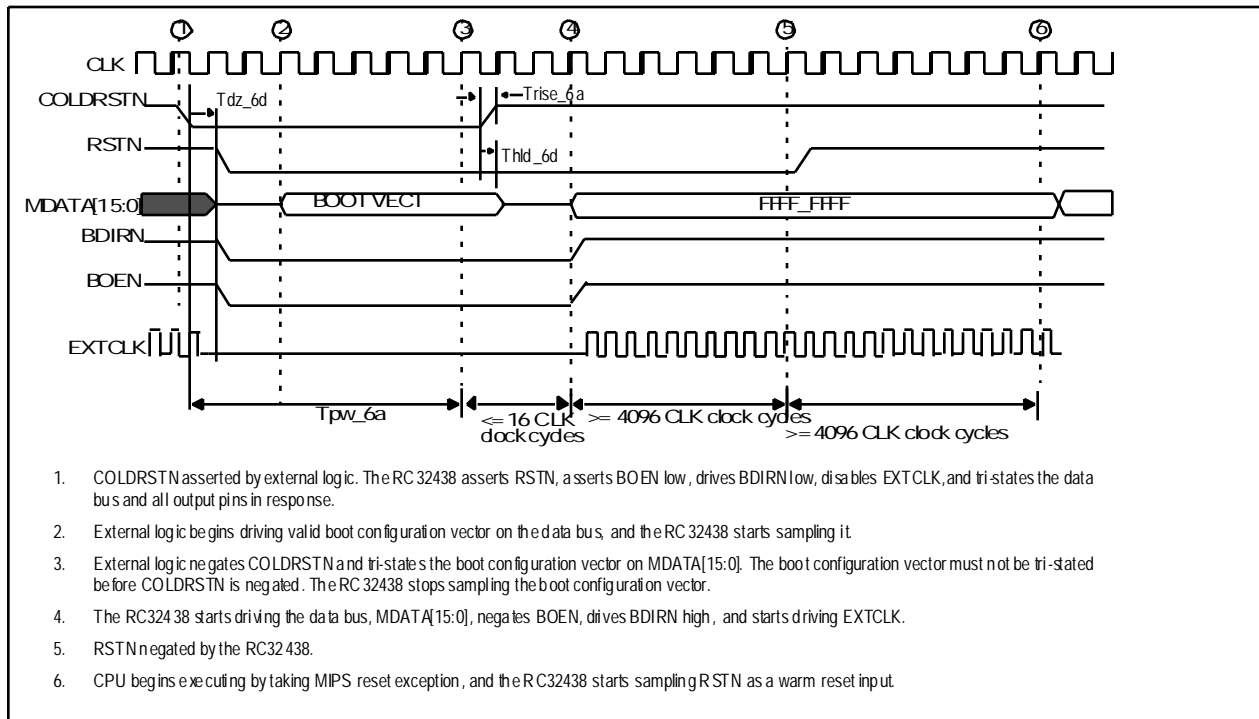 1 2 3 4 5 6
CLK
COLDRSTN
Tdz_6d
Trise_6a
RSTN
Thld_6d
MDATA[15:0]
BOOT VECT
FFFF_FFFF
BDIRN
BOEN
EXTCLK
Tpw_6a
<= 16 CLK
clock cycles
>= 4096 CLK clock cycles
>= 4096 CLK clock cycles
1. COLDRSTN asserted by external logic. The RC32438 asserts RSTN, asserts BOEN low, drives BDIRN low, disables EXTCLK, and tri-states the data
bus and all output pins in response.
2. External logic begins driving valid boot configuration vector on the data bus, and the RC32438 starts sampling it.
3. External logic negates COLDRSTN and tri-states the boot configuration vector on MDATA[15:0]. The boot configuration vector must not be tri-stated
before COLDRSTN is negated. The RC32438 stops sampling the boot configuration vector.
4. The RC32438 starts driving the data bus, MDATA[15:0], negates BOEN, drives BDIRN high, and starts driving EXTCLK.
5. RSTN negated by the RC32438.
6. CPU begins executing by taking MIPS reset exception, and the RC32438 starts sampling RSTN as a warm reset input.